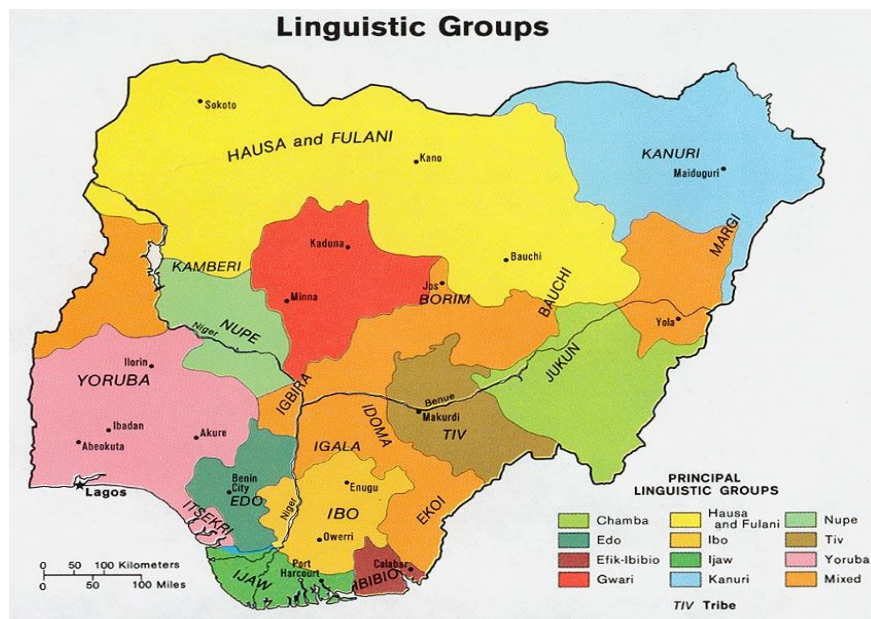 Linguistic Groups
Sokoto
HAUSA and FULANI
Kano
KANURI
Maiduguri
MARGI
Kaduna
KAMBERI
Bauchi
BAUCHI
Jos
BORIM
Minna
Niger
NUPE
Yola
Ilorin
YORUBA
JUKUN
IGBIRA
Benue
Makurdi
IDOMA
TIV
Ibadan
Abeokuta
Akure
IGALA
Lagos
Benin
City
EDO
Enugu
Niger
IBO
EKOI
ITSEKRI
Owerri
Port
Harcourt
Calabar
IJAW
IBIBIO
0 50 100 Kilometers
0 50 100 Miles
PRINCIPAL
LINGUISTIC GROUPS
Chamba
Edo
Efik-Ibibio
Gwari
Hausa
and Fulani
Ibo
Ijaw
Kanuri
Nupe
Tiv
Yoruba
Mixed
TIV Tribe